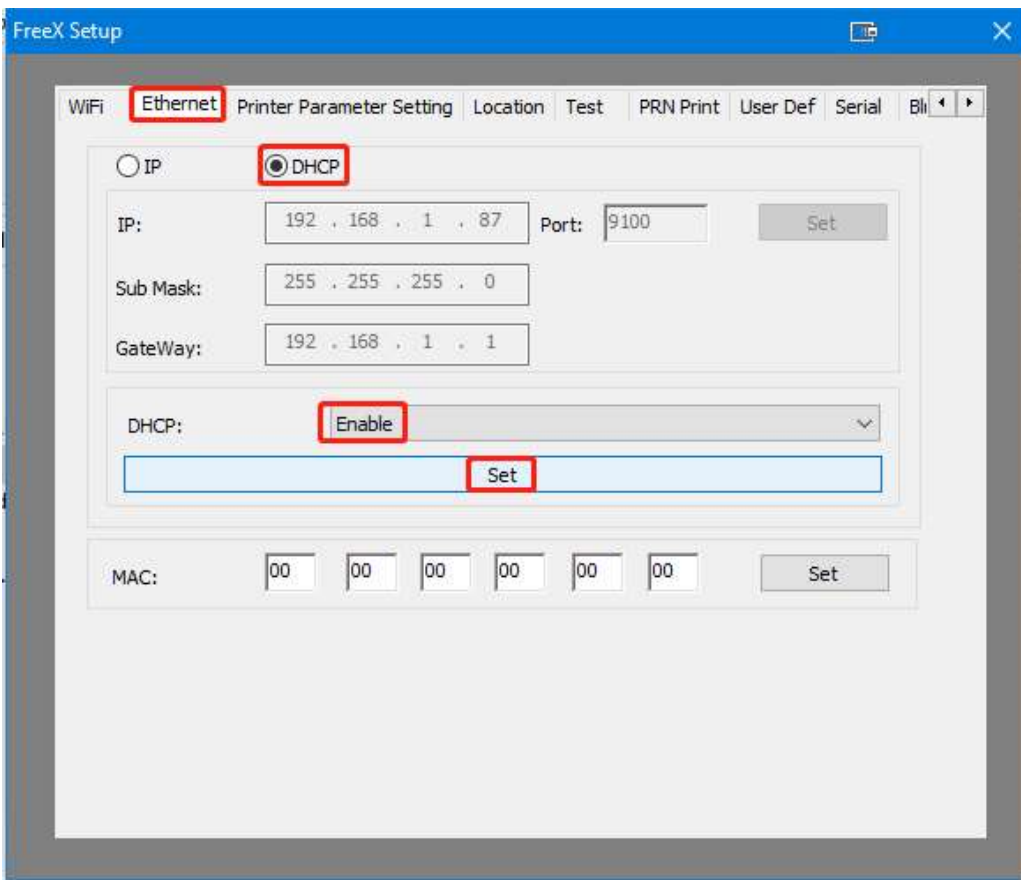 FreeX Setup
WiFi Ethernet Printer Parameter Setting Location Test PRN Print User Def Serial
IP DHCP
IP: 192 . 168 . 1 . 87 Port: 9100 Set
Sub Mask: 255 . 255 . 255 . 0
GateWay: 192 . 168 . 1 . 1
DHCP: Enable
Set
MAC: 00 00 00 00 00 00 Set